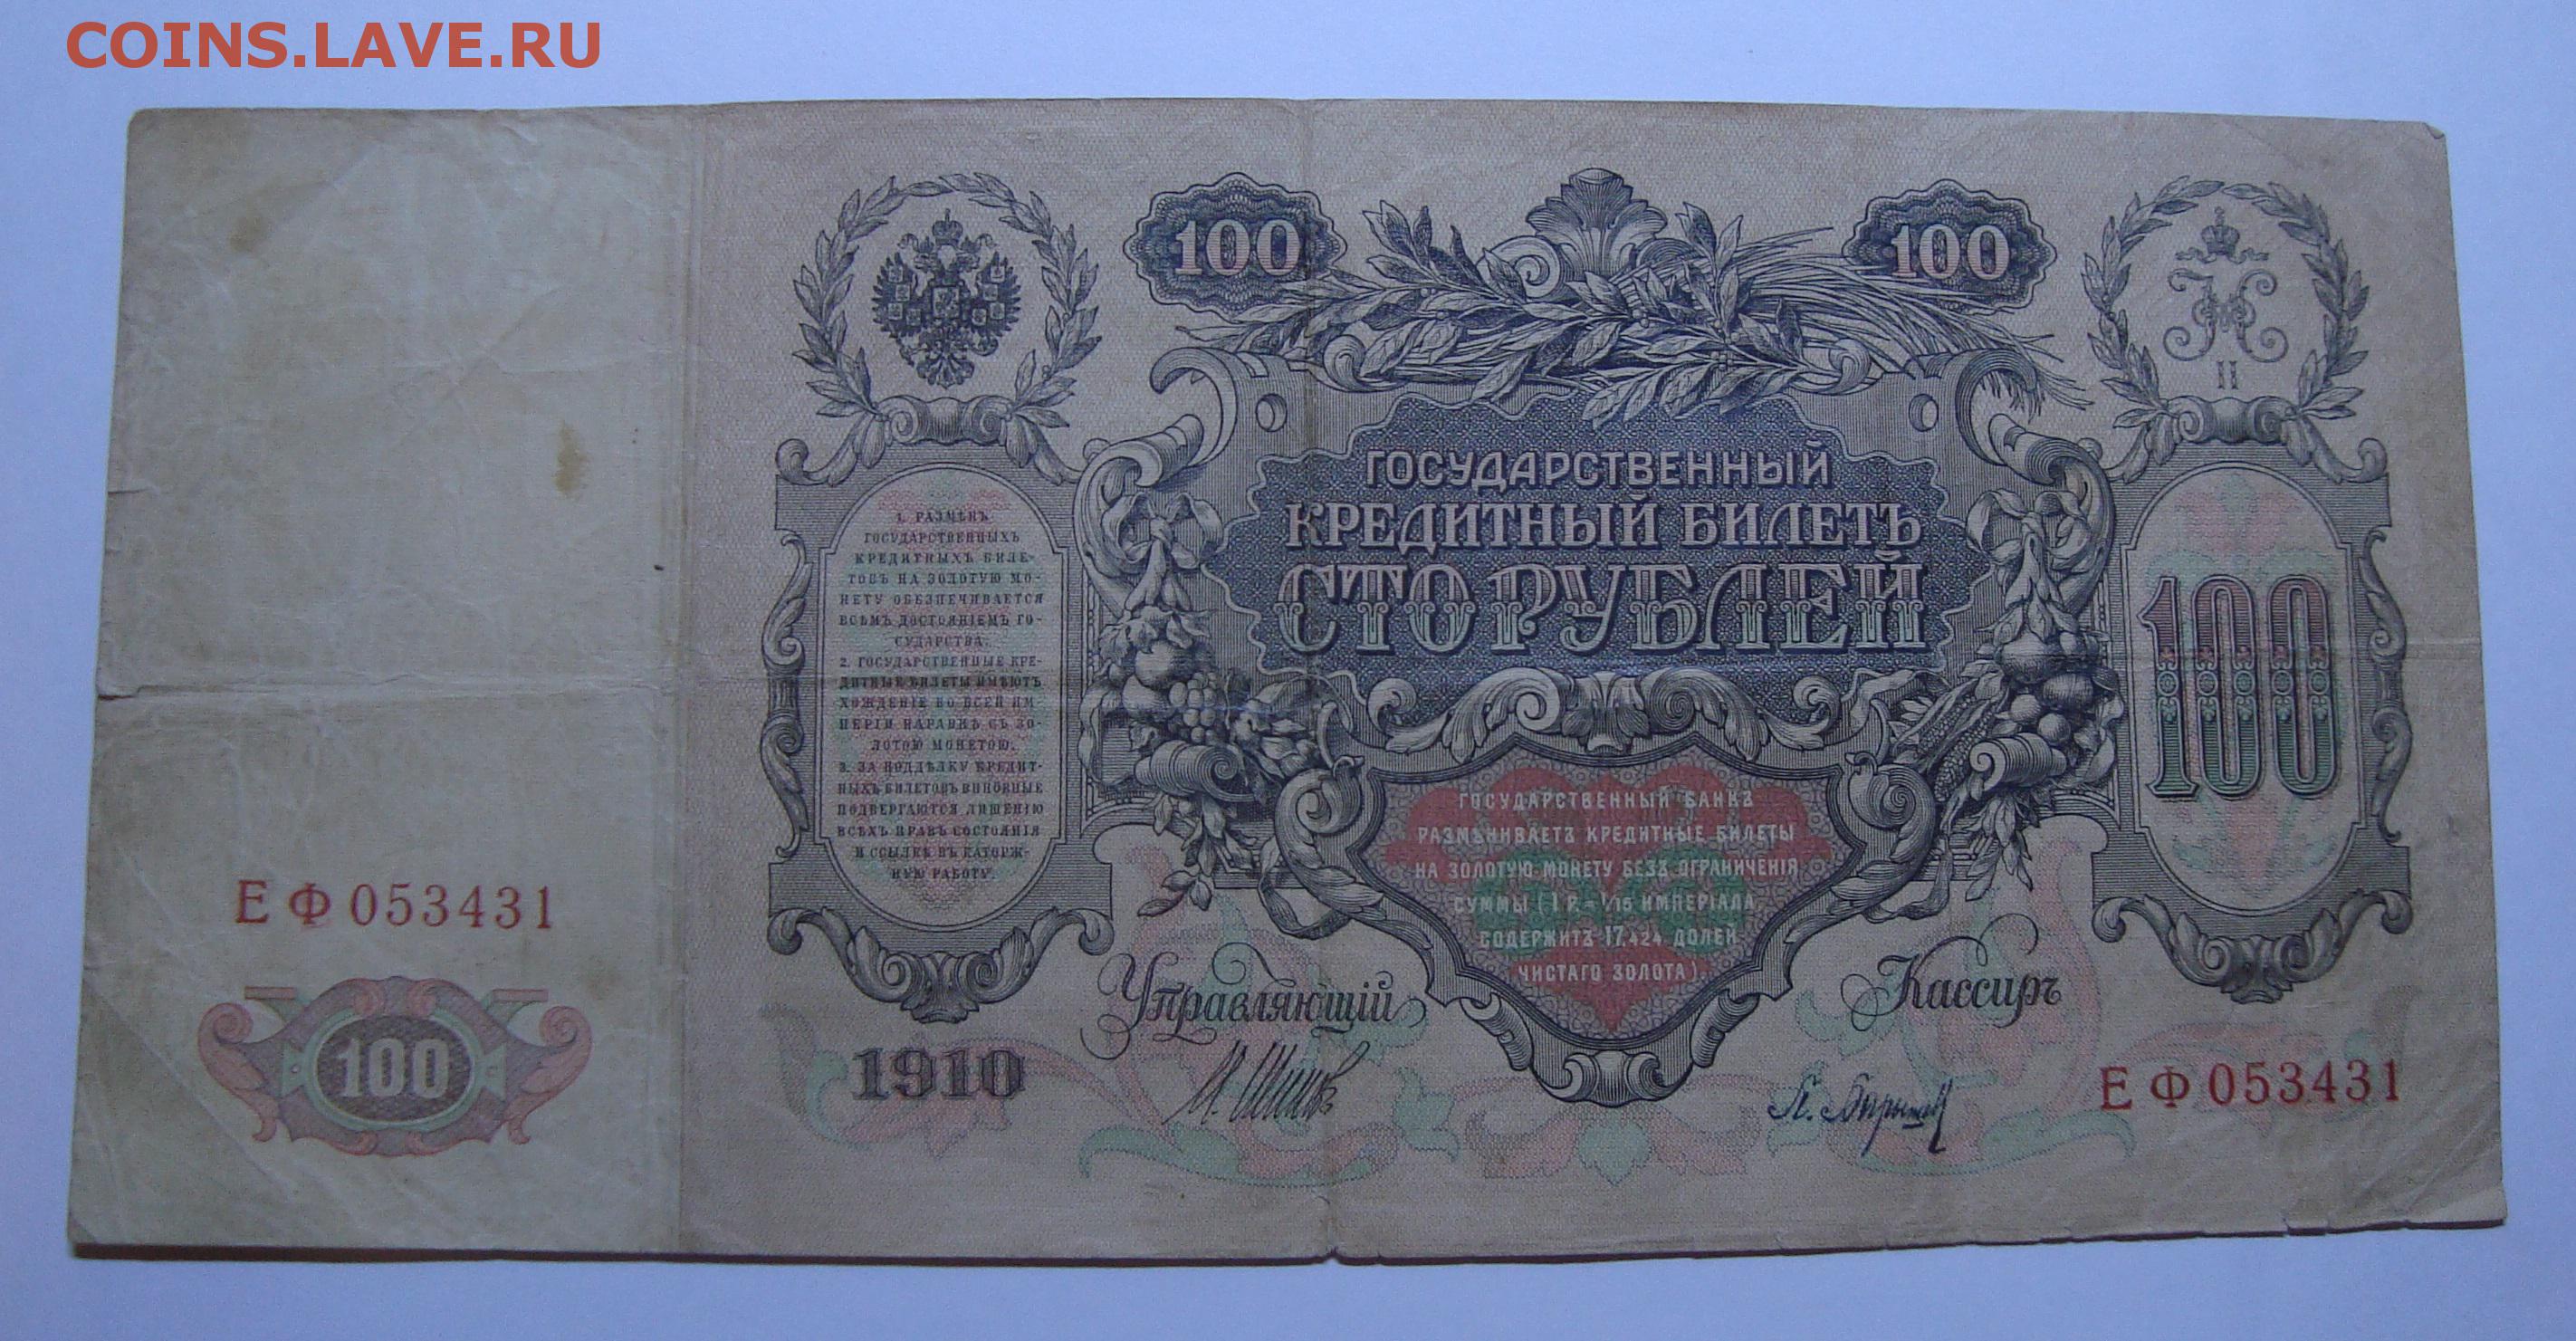 COINS.LAVE.RU
100
100
II
ГОСУДАРСТВЕННЫЙ
КРЕДИТНЫЙ БИЛЕТЪ
СТО РУБЛЕЙ
1. РАЗМѢНЪ
ГОСУДАРСТВЕННЫХЪ
КРЕДИТНЫХЪ БИЛЕ-
ТОВЪ НА ЗОЛОТУЮ МО-
НЕТУ ОБЕЗПЕЧИВАЕТСЯ
ВСѢМЪ ДОСТОЯНІЕМЪ ГО-
СУДАРСТВА.
2. ГОСУДАРСТВЕННЫЕ КРЕ-
ДИТНЫЕ БИЛЕТЫ ИМѢЮТЪ
ХОЖДЕНІЕ ВО ВСЕЙ ИМ-
ПЕРІИ НАРАВНѢ СЪ ЗО-
ЛОТОЮ МОНЕТОЮ.
3. ЗА ПОДДѢЛКУ КРЕДИТ-
НЫХЪ БИЛЕТОВЪ ВИНОВНЫЕ
ПОДВЕРГАЮТСЯ ЛИШЕНІЮ
ВСѢХЪ ПРАВЪ СОСТОЯНІЯ
И ССЫЛКѢ ВЪ КАТОРЖ-
НУЮ РАБОТУ.
100
ГОСУДАРСТВЕННЫЙ БАНКЪ
РАЗМѢНИВАЕТЪ КРЕДИТНЫЕ БИЛЕТЫ
НА ЗОЛОТУЮ МОНЕТУ БЕЗЪ ОГРАНИЧЕНІЯ
СУММЫ (1 Р. = 1/15 ИМПЕРІАЛА
СОДЕРЖИТЪ 17,424 ДОЛЕЙ
ЧИСТАГО ЗОЛОТА).
ЕФ 053431
100
1910
Управляющій
И. Шипов
Кассиръ
ЕФ 053431